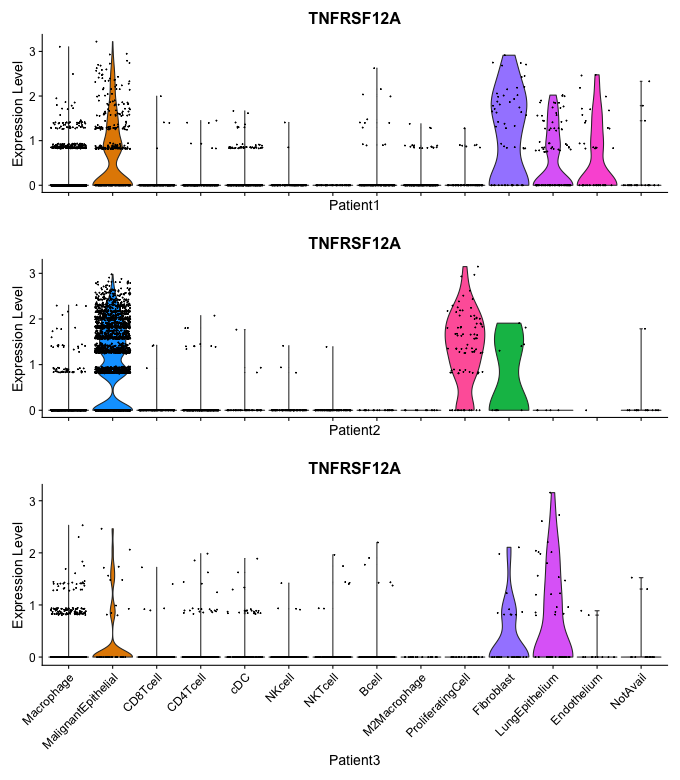 TNFRSF12A
Expression Level
3
2
1
0
Patient1
TNFRSF12A
Expression Level
3
2
1
0
Patient2
TNFRSF12A
Expression Level
3
2
1
0
Macrophage
MalignantEpithelial
CD8Tcell
CD4Tcell
cDC
NKcell
NKTcell
Bcell
M2Macrophage
ProliferatingCell
Fibroblast
LungEpithelium
Endothelium
NotAvail
Patient3